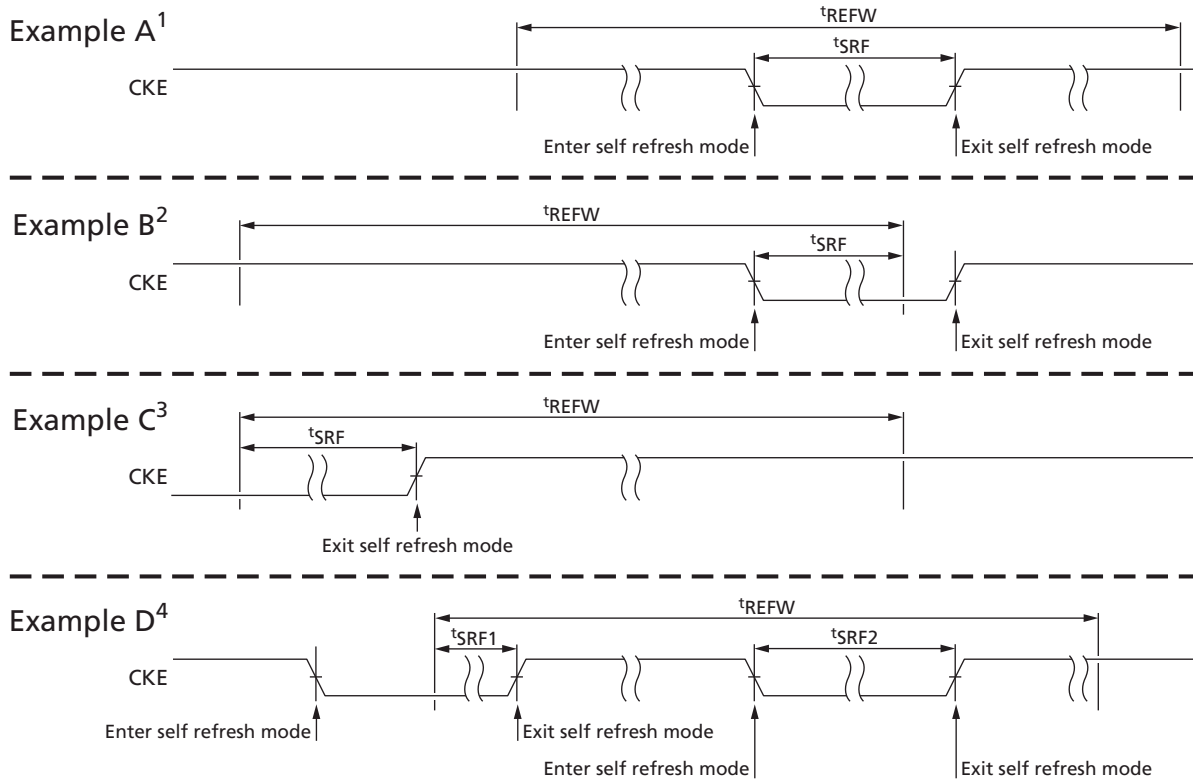 Example A1
tREFW
tSRF
CKE
Enter self refresh mode
Exit self refresh mode
Example B2
tREFW
tSRF
CKE
Enter self refresh mode
Exit self refresh mode
Example C3
tREFW
tSRF
CKE
Exit self refresh mode
Example D4
tREFW
tSRF1
tSRF2
CKE
Enter self refresh mode
Exit self refresh mode
Enter self refresh mode
Exit self refresh mode